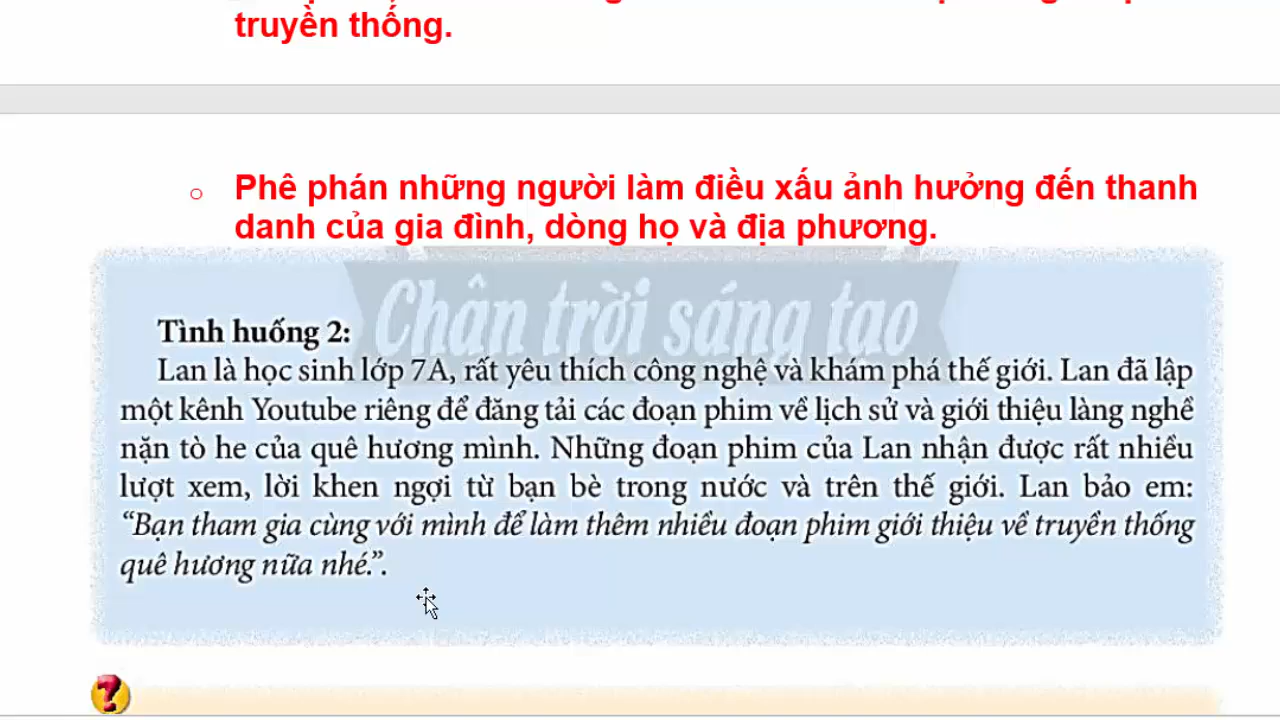 truyền thống.
o Phê phán những người làm điều xấu ảnh hưởng đến thanh
danh của gia đình, dòng họ và địa phương.
Chân trời sáng tạo
Tình huống 2:
Lan là học sinh lớp 7A, rất yêu thích công nghệ và khám phá thế giới. Lan đã lập
một kênh Youtube riêng để đăng tải các đoạn phim về lịch sử và giới thiệu làng nghề
nặn tò he của quê hương mình. Những đoạn phim của Lan nhận được rất nhiều
lượt xem, lời khen ngợi từ bạn bè trong nước và trên thế giới. Lan bảo em:
“Bạn tham gia cùng với mình để làm thêm nhiều đoạn phim giới thiệu về truyền thống
quê hương nữa nhé.”.
?